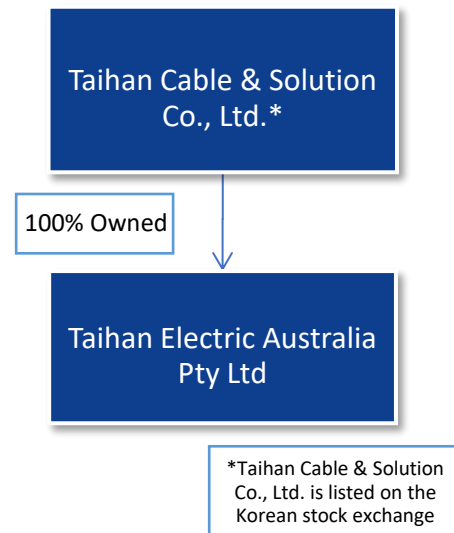 Taihan Cable & Solution
Co., Ltd.*
100% Owned
Taihan Electric Australia
Pty Ltd
*Taihan Cable & Solution
Co., Ltd. is listed on the
Korean stock exchange